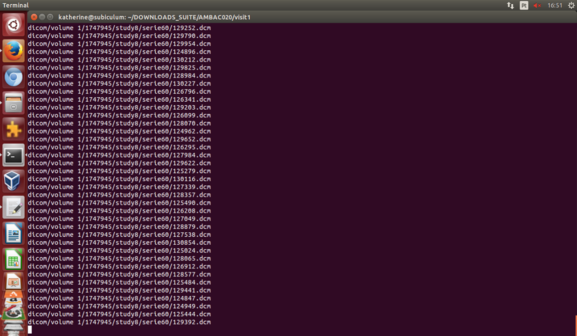 Terminal
Pt
16:51
katherine@subiculum: ~/DOWNLOADS_SUITE/AMBAC020/visit1
dicom/volume 1/1747945/study8/serie60/129252.dcm
dicom/volume 1/1747945/study8/serie60/129790.dcm
dicom/volume 1/1747945/study8/serie60/129954.dcm
dicom/volume 1/1747945/study8/serie60/124896.dcm
dicom/volume 1/1747945/study8/serie60/130212.dcm
dicom/volume 1/1747945/study8/serie60/129825.dcm
dicom/volume 1/1747945/study8/serie60/128984.dcm
dicom/volume 1/1747945/study8/serie60/130227.dcm
dicom/volume 1/1747945/study8/serie60/126796.dcm
dicom/volume 1/1747945/study8/serie60/126341.dcm
dicom/volume 1/1747945/study8/serie60/129203.dcm
dicom/volume 1/1747945/study8/serie60/126099.dcm
dicom/volume 1/1747945/study8/serie60/128070.dcm
dicom/volume 1/1747945/study8/serie60/124962.dcm
dicom/volume 1/1747945/study8/serie60/129652.dcm
dicom/volume 1/1747945/study8/serie60/126295.dcm
dicom/volume 1/1747945/study8/serie60/127984.dcm
dicom/volume 1/1747945/study8/serie60/129622.dcm
dicom/volume 1/1747945/study8/serie60/125279.dcm
dicom/volume 1/1747945/study8/serie60/130116.dcm
dicom/volume 1/1747945/study8/serie60/127339.dcm
dicom/volume 1/1747945/study8/serie60/128357.dcm
dicom/volume 1/1747945/study8/serie60/125490.dcm
dicom/volume 1/1747945/study8/serie60/126208.dcm
dicom/volume 1/1747945/study8/serie60/127049.dcm
dicom/volume 1/1747945/study8/serie60/128879.dcm
dicom/volume 1/1747945/study8/serie60/127538.dcm
dicom/volume 1/1747945/study8/serie60/130854.dcm
dicom/volume 1/1747945/study8/serie60/125024.dcm
dicom/volume 1/1747945/study8/serie60/128065.dcm
dicom/volume 1/1747945/study8/serie60/126912.dcm
dicom/volume 1/1747945/study8/serie60/128577.dcm
dicom/volume 1/1747945/study8/serie60/125484.dcm
dicom/volume 1/1747945/study8/serie60/129441.dcm
dicom/volume 1/1747945/study8/serie60/124847.dcm
dicom/volume 1/1747945/study8/serie60/124949.dcm
dicom/volume 1/1747945/study8/serie60/125444.dcm
dicom/volume 1/1747945/study8/serie60/129392.dcm